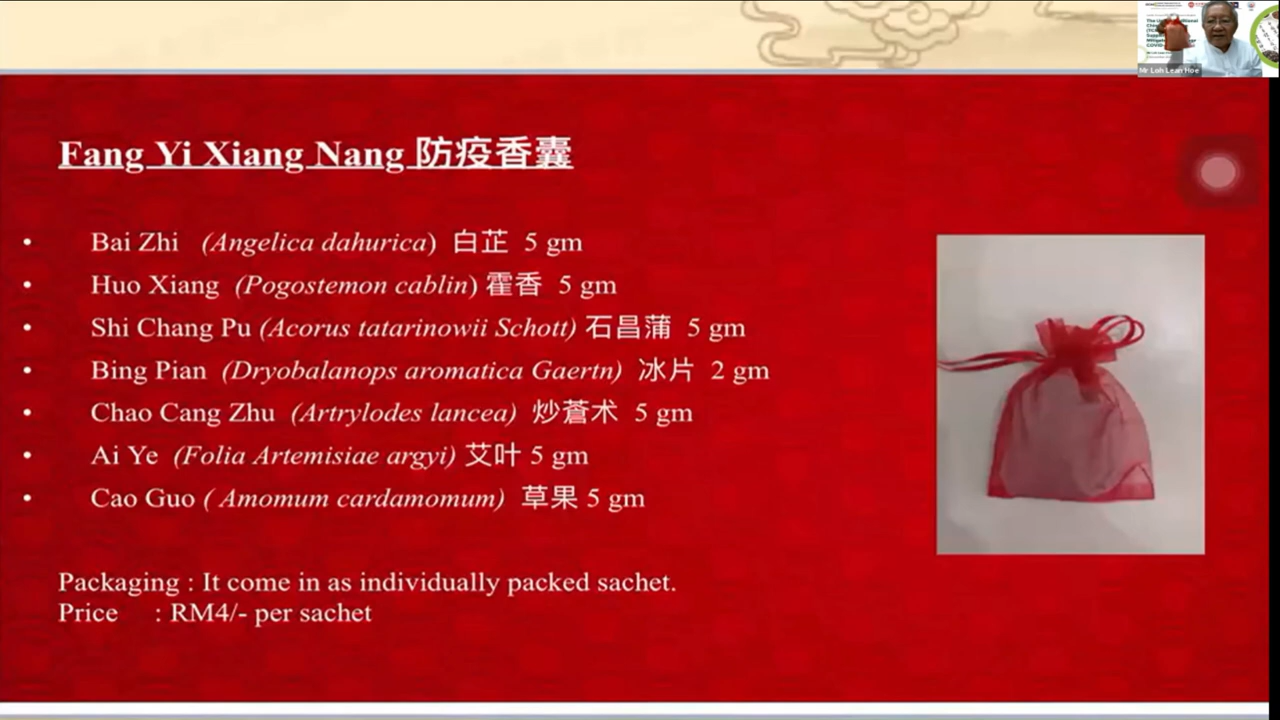 Fang Yi Xiang Nang 防疫香囊
• Bai Zhi (Angelica dahurica) 白芷 5 gm
• Huo Xiang (Pogostemon cablin) 霍香 5 gm
• Shi Chang Pu (Acorus tatarinowii Schott) 石昌蒲 5 gm
• Bing Pian (Dryobalanops aromatica Gaertn) 冰片 2 gm
• Chao Cang Zhu (Artrylodes lancea) 炒蒼术 5 gm
• Ai Ye (Folia Artemisiae argyi) 艾叶 5 gm
• Cao Guo ( Amomum cardamomum) 草果 5 gm
Packaging : It come in as individually packed sachet.
Price : RM4/- per sachet
Mr Loh Lean Hoe